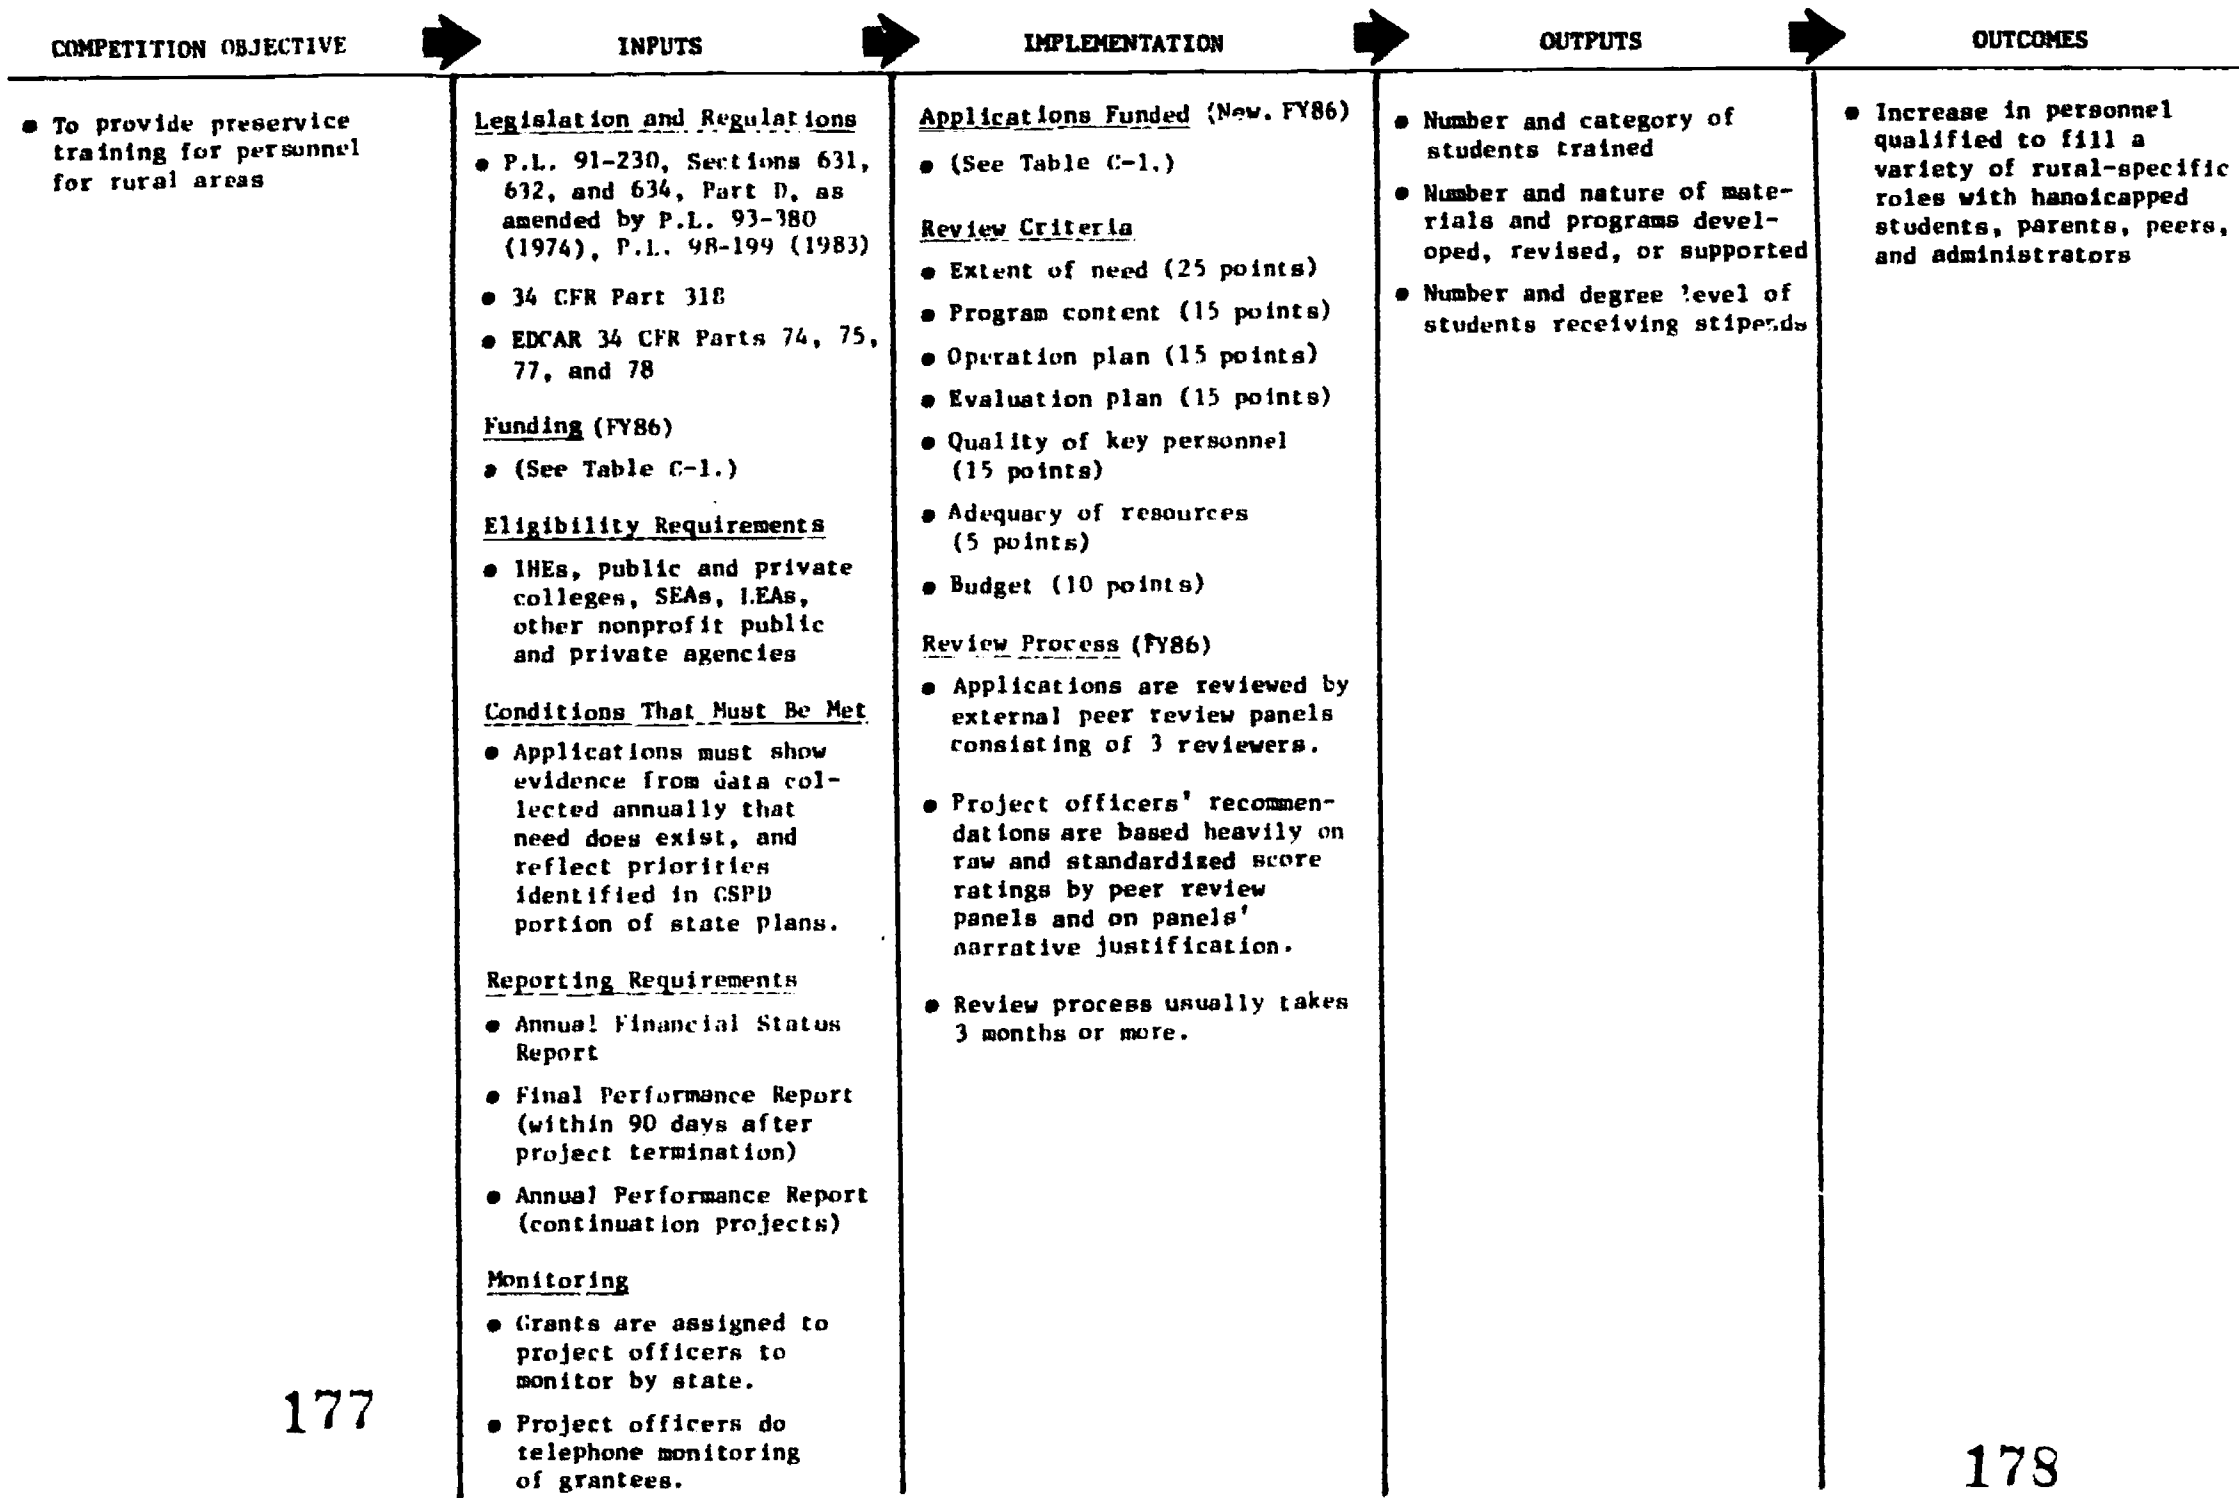 COMPETITION OBJECTIVE
INPUTS
IMPLEMENTATION
OUTPUTS
OUTCOMES
• To provide preservice
training for personnel
for rural areas
Legislation and Regulations
• P.L. 91-230, Sections 631,
632, and 634, Part D, as
amended by P.L. 93-380
(1974), P.L. 98-199 (1983)
• 34 CFR Part 318
• EDGAR 34 CFR Parts 74, 75,
77, and 78
Funding (FY86)
• (See Table C-1.)
Eligibility Requirements
• IHEs, public and private
colleges, SEAs, LEAs,
other nonprofit public
and private agencies
Conditions That Must Be Met
• Applications must show
evidence from data col-
lected annually that
need does exist, and
reflect priorities
identified in CSPD
portion of state plans.
Reporting Requirements
• Annual Financial Status
Report
• Final Performance Report
(within 90 days after
project termination)
• Annual Performance Report
(continuation projects)
Monitoring
• Grants are assigned to
project officers to
monitor by state.
• Project officers do
telephone monitoring
of grantees.
Applications Funded (New, FY86)
• (See Table C-1.)
Review Criteria
• Extent of need (25 points)
• Program content (15 points)
• Operation plan (15 points)
• Evaluation plan (15 points)
• Quality of key personnel
(15 points)
• Adequacy of resources
(5 points)
• Budget (10 points)
Review Process (FY86)
• Applications are reviewed by
external peer review panels
consisting of 3 reviewers.
• Project officers' recommen-
dations are based heavily on
raw and standardized score
ratings by peer review
panels and on panels'
narrative justification.
• Review process usually takes
3 months or more.
• Number and category of
students trained
• Number and nature of mate-
rials and programs devel-
oped, revised, or supported
• Number and degree level of
students receiving stipends
• Increase in personnel
qualified to fill a
variety of rural-specific
roles with handicapped
students, parents, peers,
and administrators
177
178